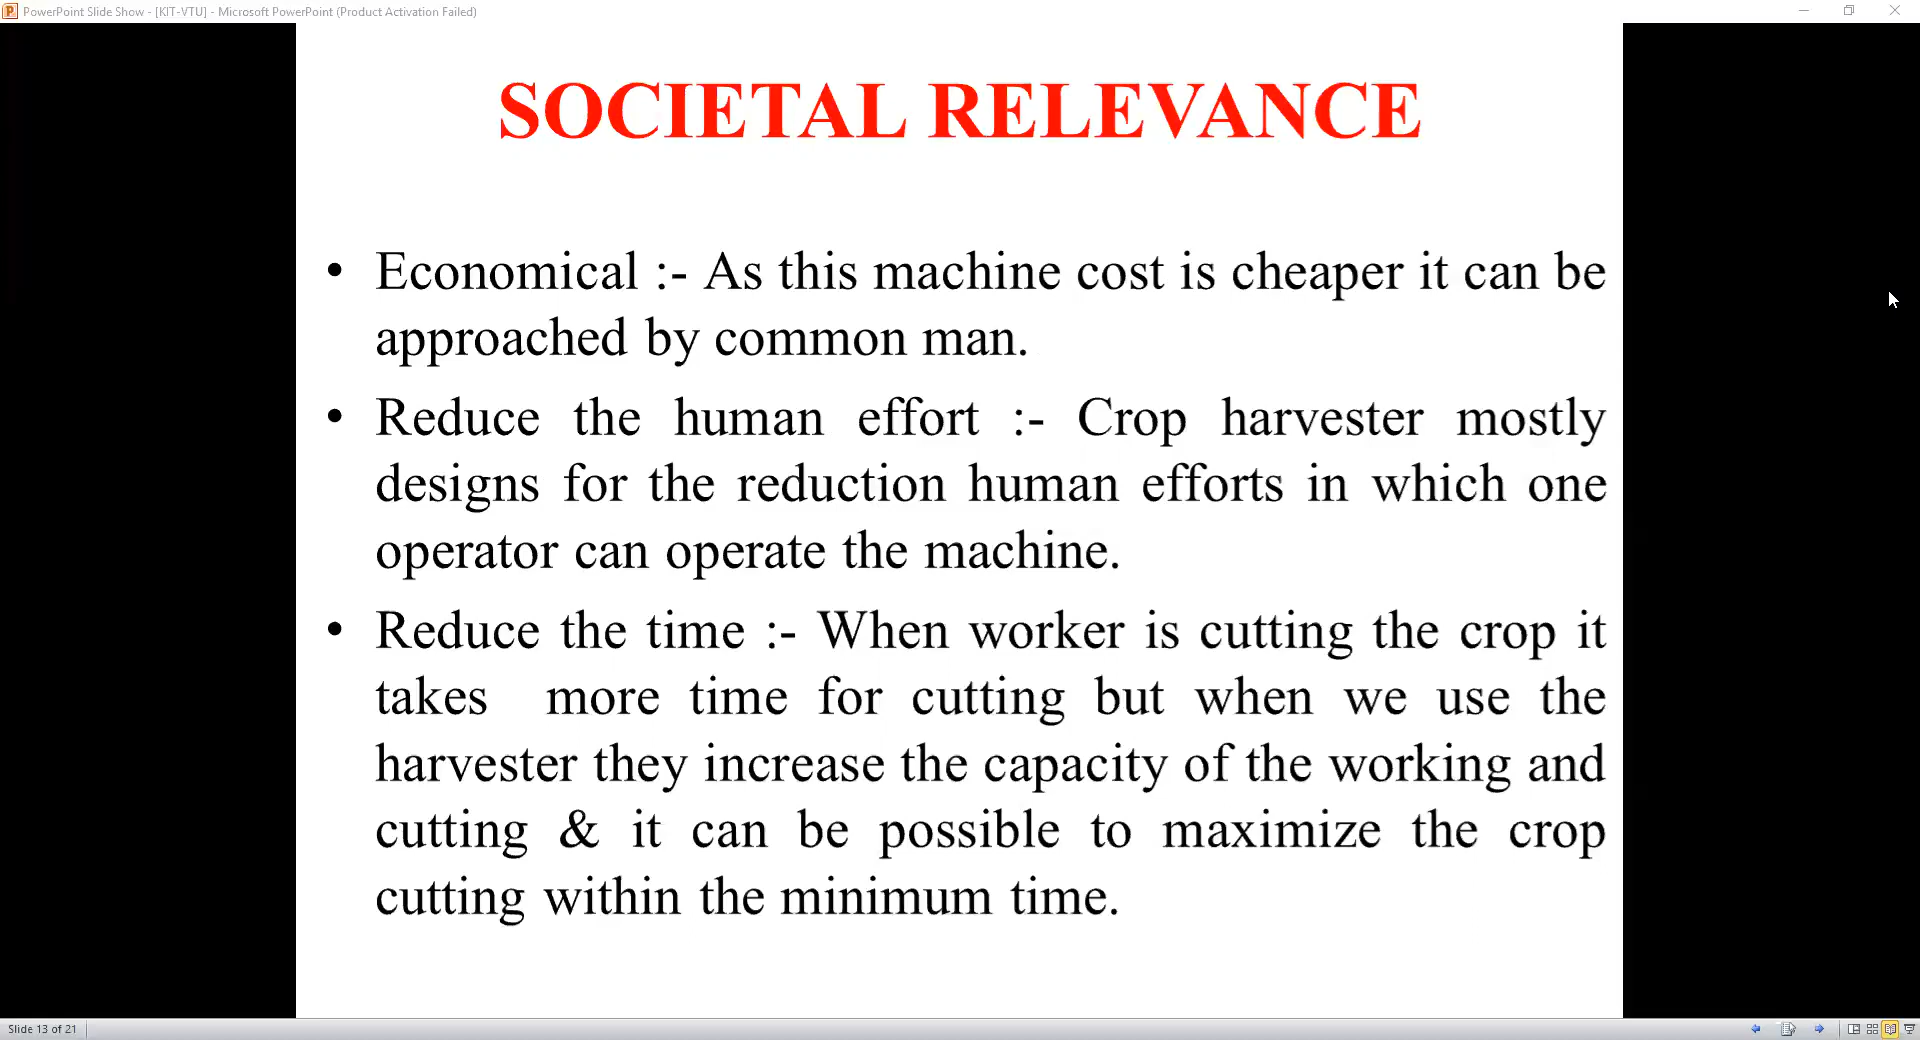 PowerPoint Slide Show - [KIT-VTU] - Microsoft PowerPoint (Product Activation Failed)
SOCIETAL RELEVANCE
• Economical :- As this machine cost is cheaper it can be
approached by common man.
• Reduce the human effort :- Crop harvester mostly
designs for the reduction human efforts in which one
operator can operate the machine.
• Reduce the time :- When worker is cutting the crop it
takes more time for cutting but when we use the
harvester they increase the capacity of the working and
cutting & it can be possible to maximize the crop
cutting within the minimum time.
Slide 13 of 21